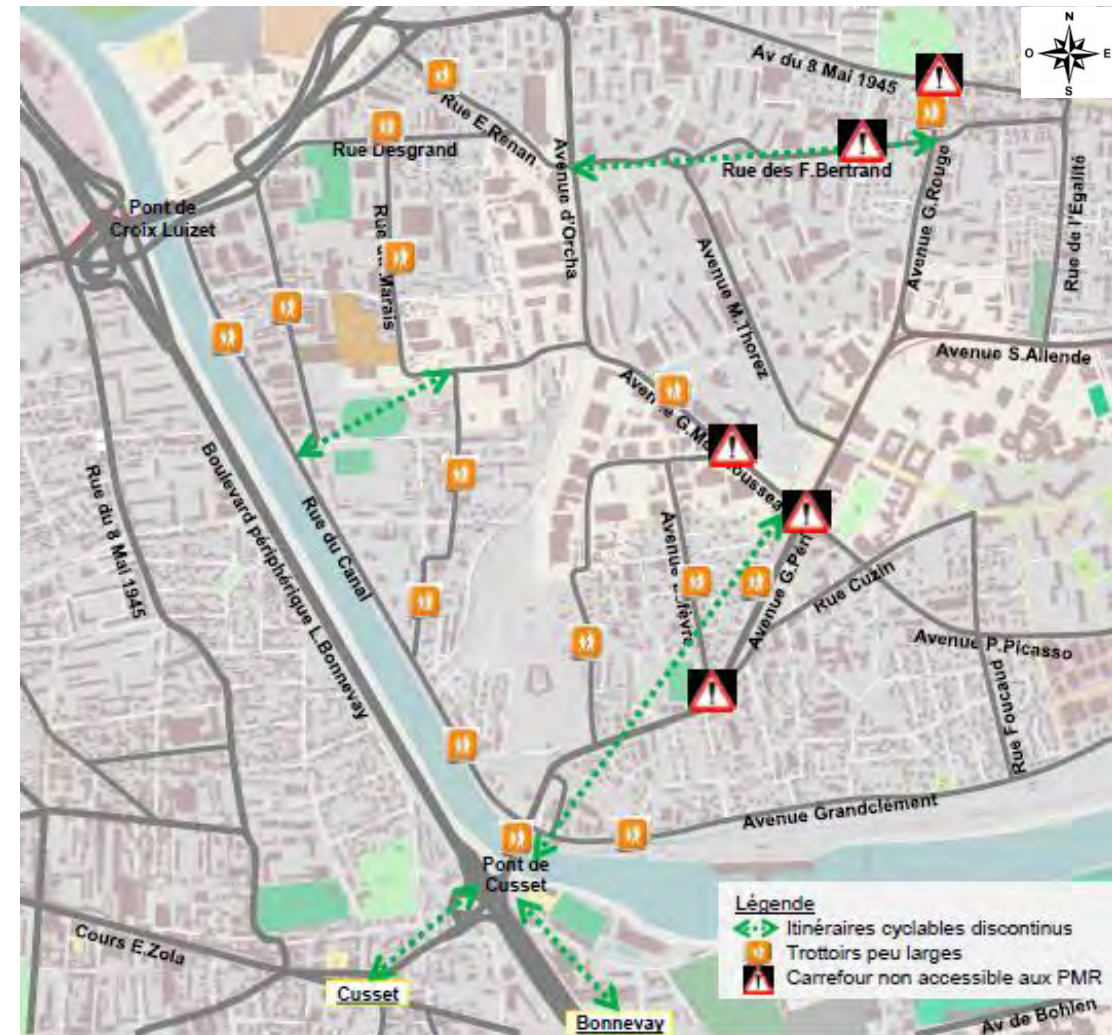 N
O E
S
Av du 8 Mai 1945
Rue E.Renan
Rue Desgrand
Avenue d'Orcha
Rue des F.Bertrand
Avenue G.Rouge
Rue de l'Egalité
Pont de
Croix Luizet
Marais
Avenue M.Thorez
Avenue S.Allende
Avenue G.
Rue du 8 Mai 1945
Boulevard périphérique L.Bonnevay
Rue du Canal
Avenue
Avenue G.Péri
Rue Cuzin
Avenue P.Picasso
Rue Foucaud
Avenue Grandclément
Pont de
Cusset
Cours E.Zola
Cusset
Bonnevay
Légende
Itinéraires cyclables discontinus
Trottoirs peu larges
Carrefour non accessible aux PMR
Av de Bohlen